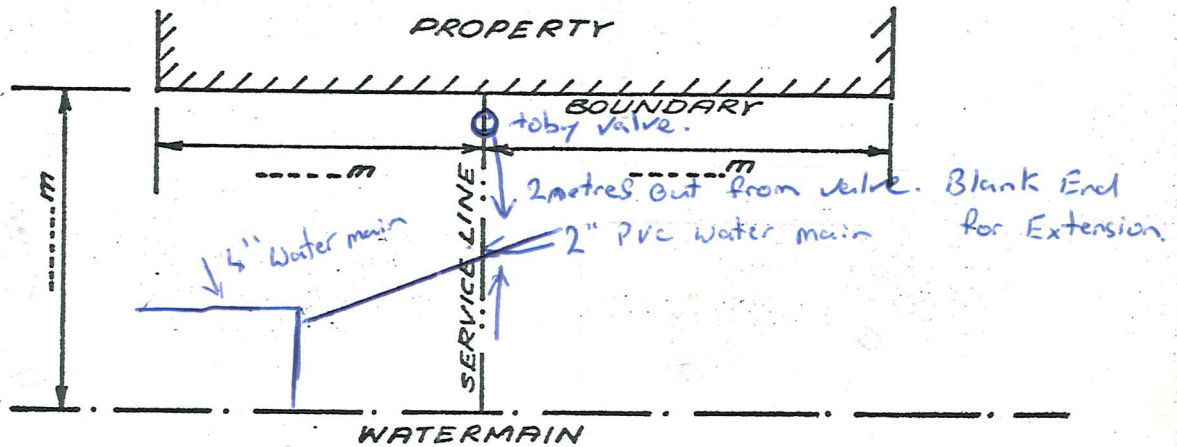 PROPERTY
BOUNDARY
toby valve.
------m
------m
------m
2metres out from valve. Blank End
for Extension.
2" PVC water main
4" Water main
SERVICE LINE
WATERMAIN